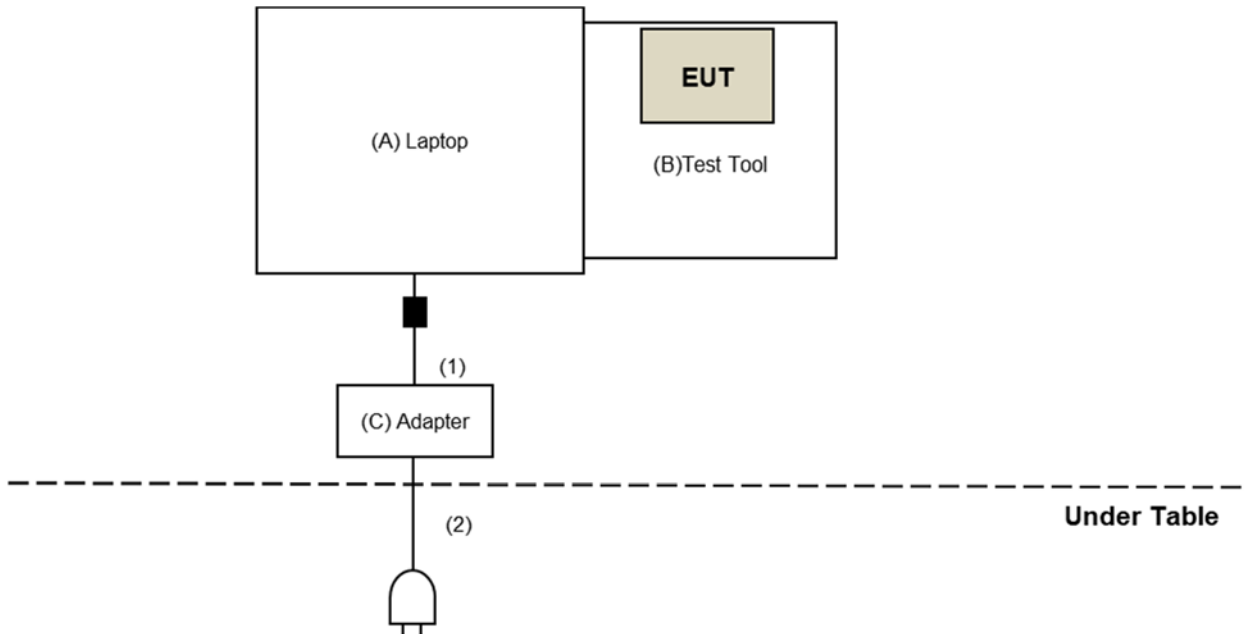 EUT
(A) Laptop
(B)Test Tool
(1)
(C) Adapter
(2)
Under Table